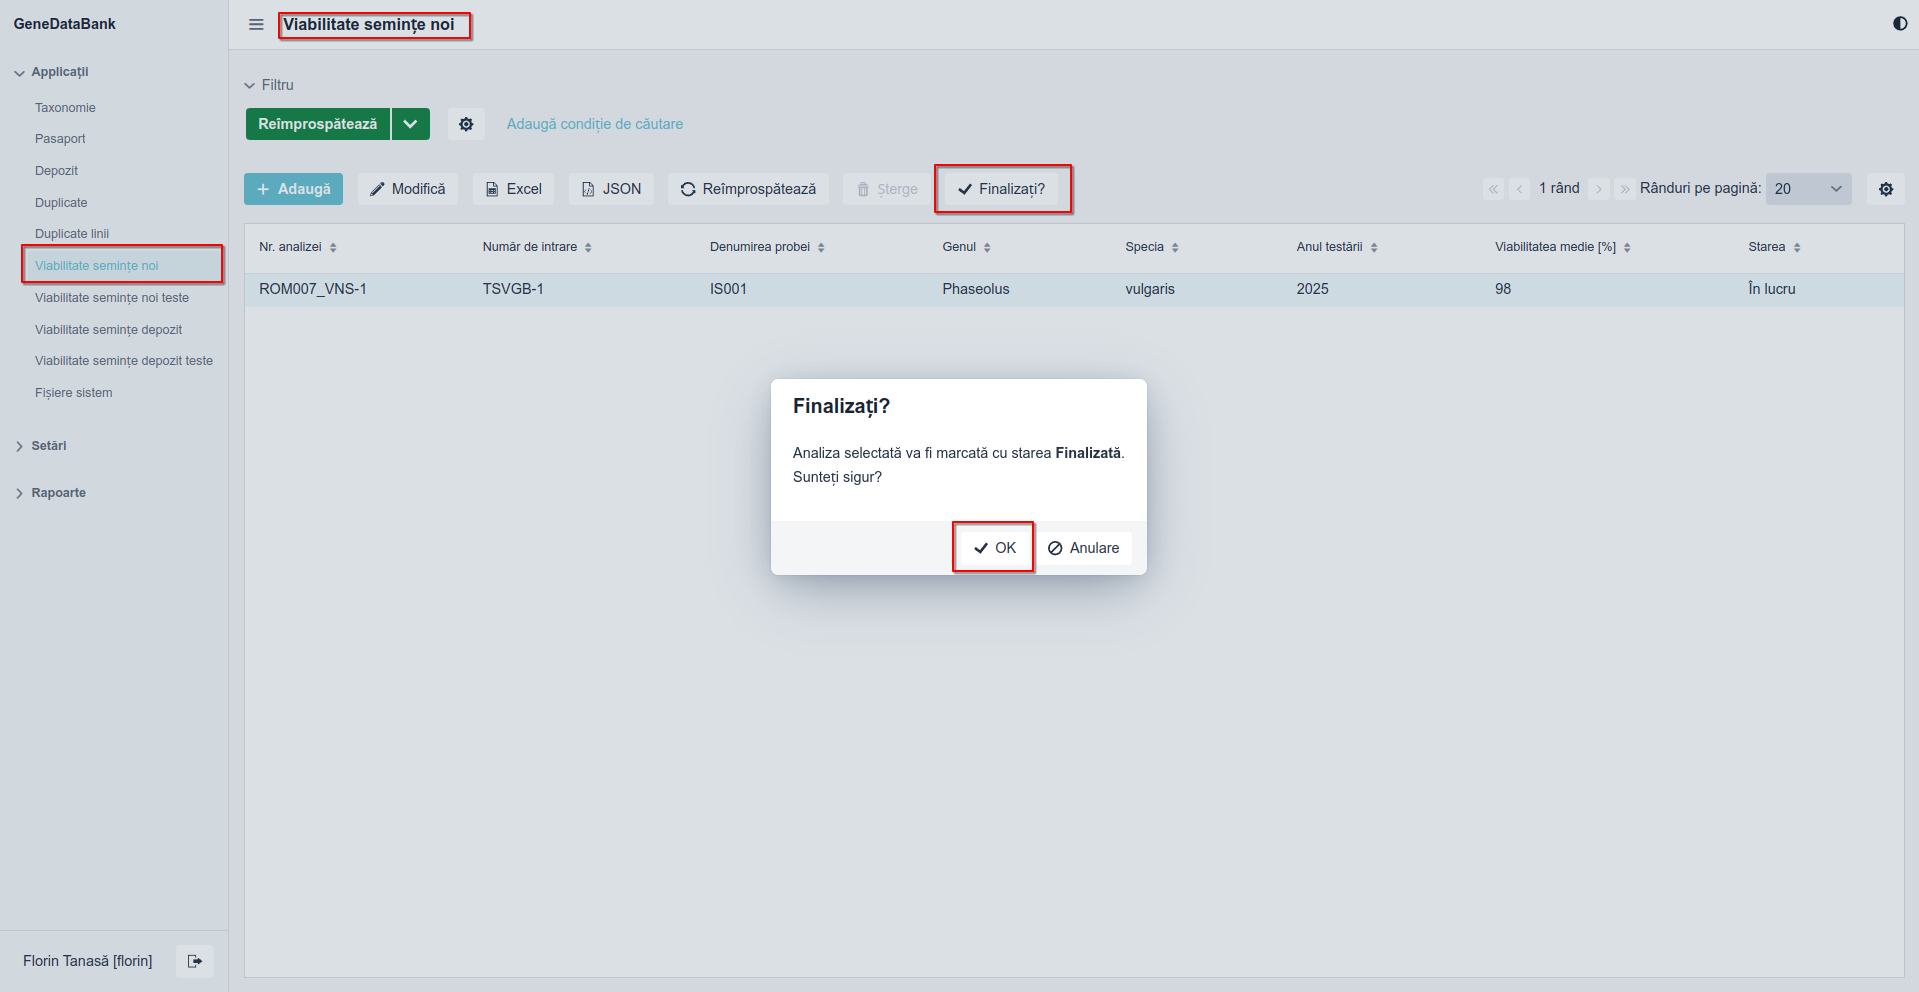 GeneDataBank
Viabilitate semințe noi
Applicații
Taxonomie
Pasaport
Depozit
Duplicate
Duplicate linii
Viabilitate semințe noi
Viabilitate semințe noi teste
Viabilitate semințe depozit
Viabilitate semințe depozit teste
Fișiere sistem
Setări
Rapoarte
Florin Tanasă [florin]
Filtru
Reîmprospătează
Adaugă condiție de căutare
Adaugă Modifică Excel JSON Reîmprospătează Șterge Finalizați?
1 rând Rânduri pe pagină: 20
Nr. analizei Număr de intrare Denumirea probei Genul Specia Anul testării Viabilitatea medie [%] Starea
ROM007_VNS-1 TSVGB-1 IS001 Phaseolus vulgaris 2025 98 În lucru
Finalizați?
Analiza selectată va fi marcată cu starea Finalizată.
Sunteți sigur?
OK Anulare